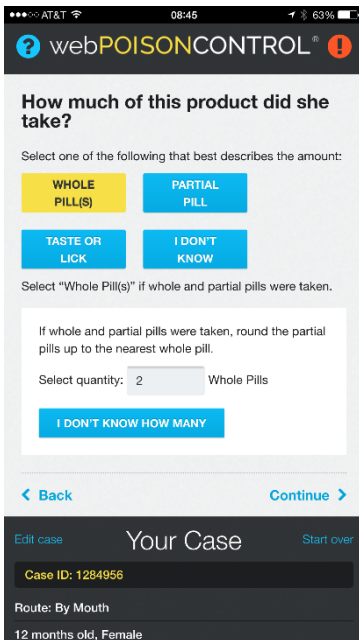 AT&T 08:45 63%
? webPOISONCONTROL® !
How much of this product did she
take?
Select one of the following that best describes the amount:
WHOLE PILL(S)
PARTIAL PILL
TASTE OR LICK
I DON'T KNOW
Select “Whole Pill(s)” if whole and partial pills were taken.
If whole and partial pills were taken, round the partial
pills up to the nearest whole pill.
Select quantity: 2 Whole Pills
I DON'T KNOW HOW MANY
Back Continue
Edit case Your Case Start over
Case ID: 1284956
Route: By Mouth
12 months old, Female